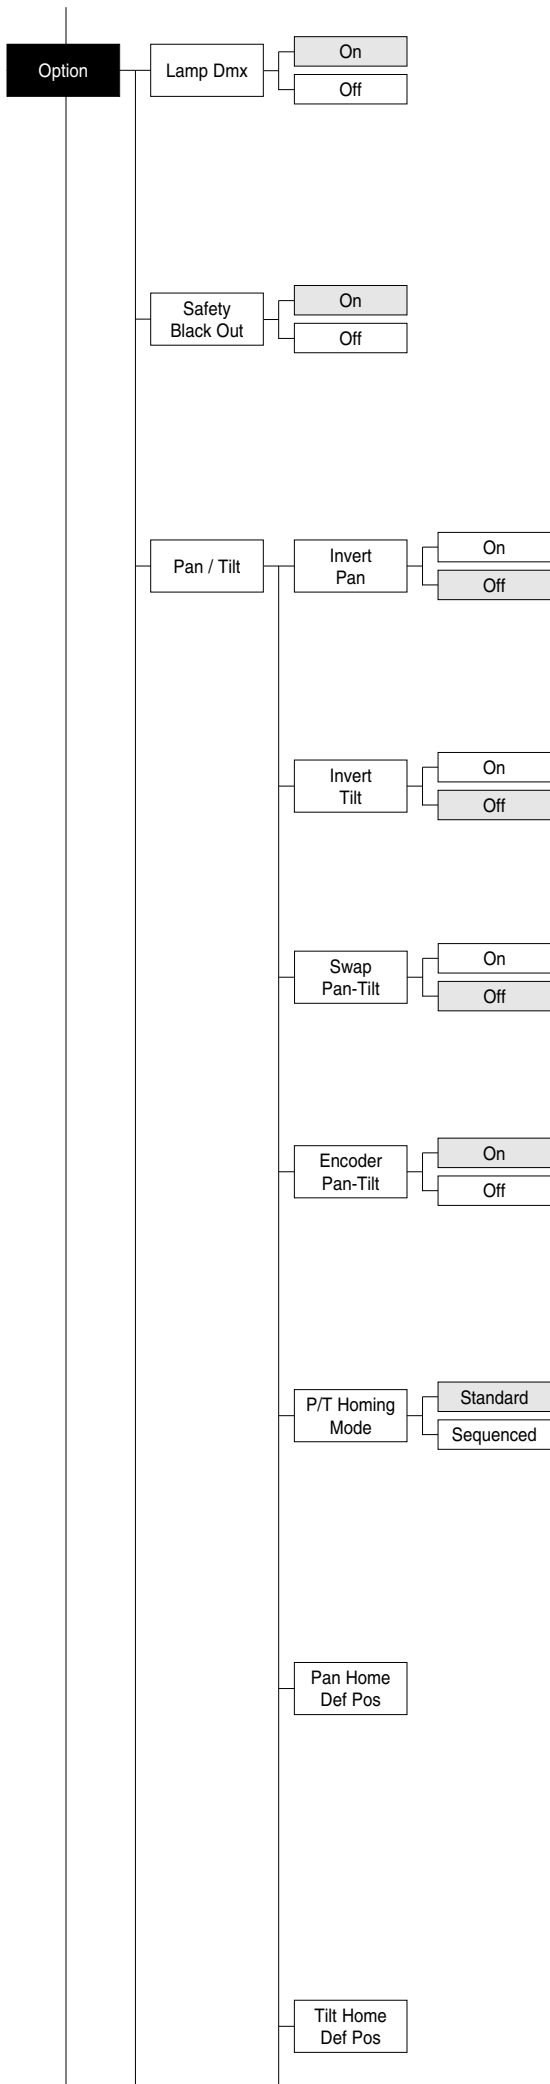 Option
Lamp Dmx
On
Off
Safety
Black Out
On
Off
Pan / Tilt
Invert
Pan
On
Off
Invert
Tilt
On
Off
Swap
Pan-Tilt
On
Off
Encoder
Pan-Tilt
On
Off
P/T Homing
Mode
Standard
Sequenced
Pan Home
Def Pos
Tilt Home
Def Pos